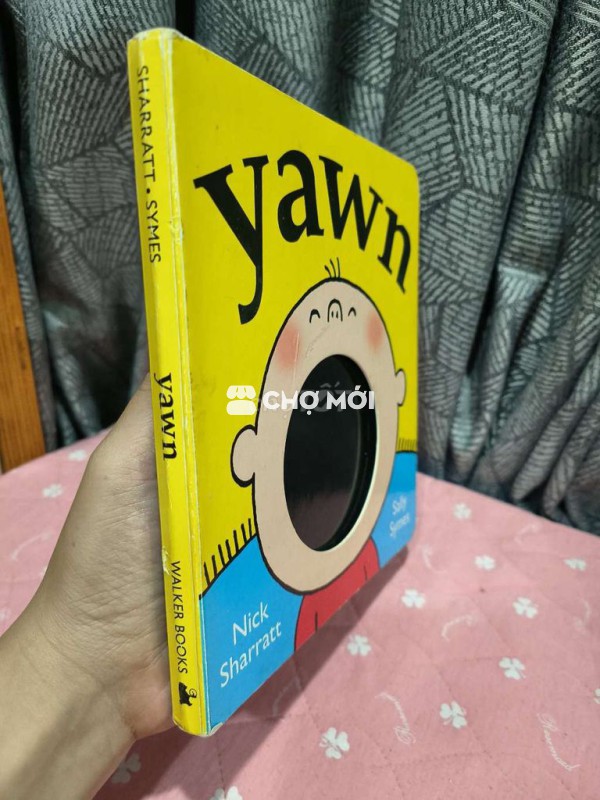 SHARRATT • SYMES
yawn
WALKER BOOKS
yawn
CHỢ MỚI
Nick
Sharratt
Sally
Symes